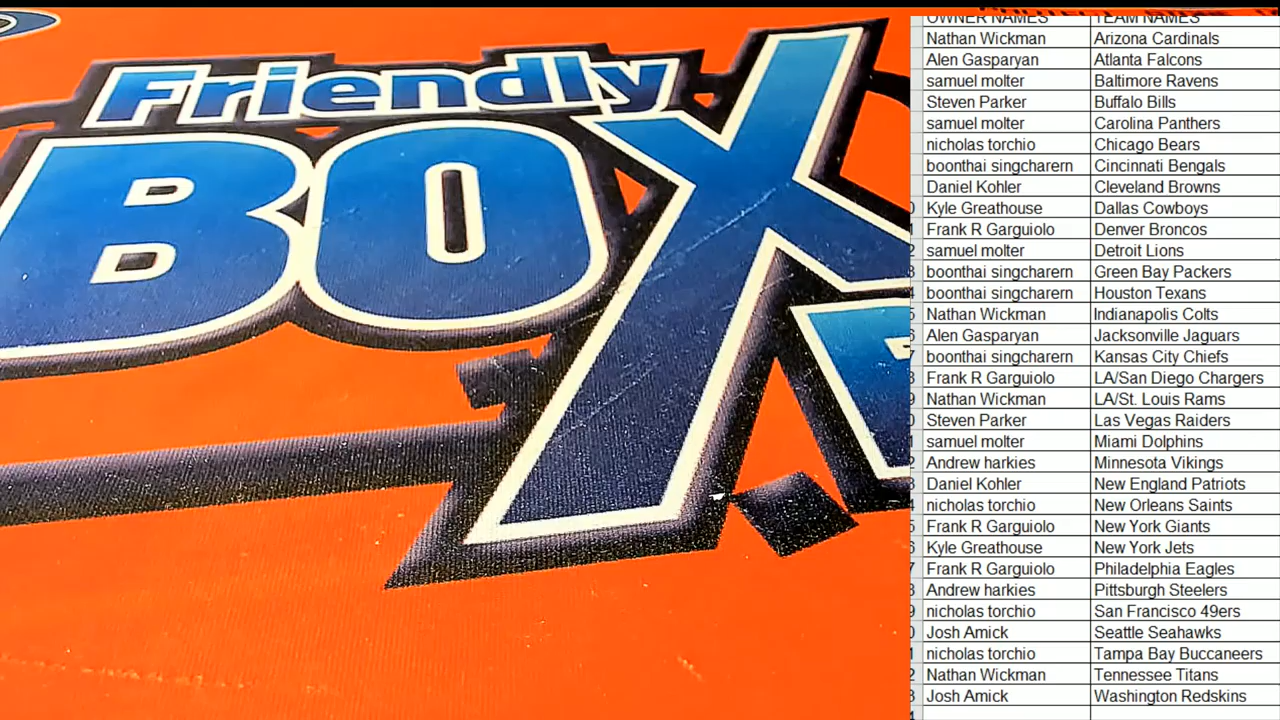 Friendly
BOX
OWNER NAMES TEAM NAMES
Nathan Wickman Arizona Cardinals
Alen Gasparyan Atlanta Falcons
samuel molter Baltimore Ravens
Steven Parker Buffalo Bills
samuel molter Carolina Panthers
nicholas torchio Chicago Bears
boonthai singcharern Cincinnati Bengals
Daniel Kohler Cleveland Browns
Kyle Greathouse Dallas Cowboys
Frank R Garguiolo Denver Broncos
samuel molter Detroit Lions
boonthai singcharern Green Bay Packers
boonthai singcharern Houston Texans
Nathan Wickman Indianapolis Colts
Alen Gasparyan Jacksonville Jaguars
boonthai singcharern Kansas City Chiefs
Frank R Garguiolo LA/San Diego Chargers
Nathan Wickman LA/St. Louis Rams
Steven Parker Las Vegas Raiders
samuel molter Miami Dolphins
Andrew harkies Minnesota Vikings
Daniel Kohler New England Patriots
nicholas torchio New Orleans Saints
Frank R Garguiolo New York Giants
Kyle Greathouse New York Jets
Frank R Garguiolo Philadelphia Eagles
Andrew harkies Pittsburgh Steelers
nicholas torchio San Francisco 49ers
Josh Amick Seattle Seahawks
nicholas torchio Tampa Bay Buccaneers
Nathan Wickman Tennessee Titans
Josh Amick Washington Redskins